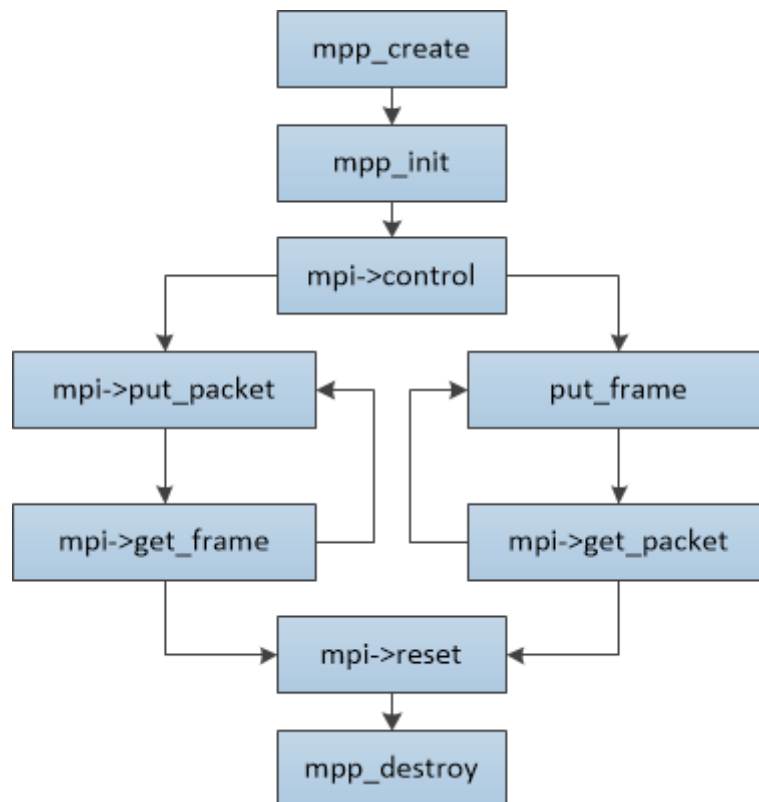 mpp_create
mpp_init
mpi->control
mpi->put_packet
put_frame
mpi->get_frame
mpi->get_packet
mpi->reset
mpp_destroy